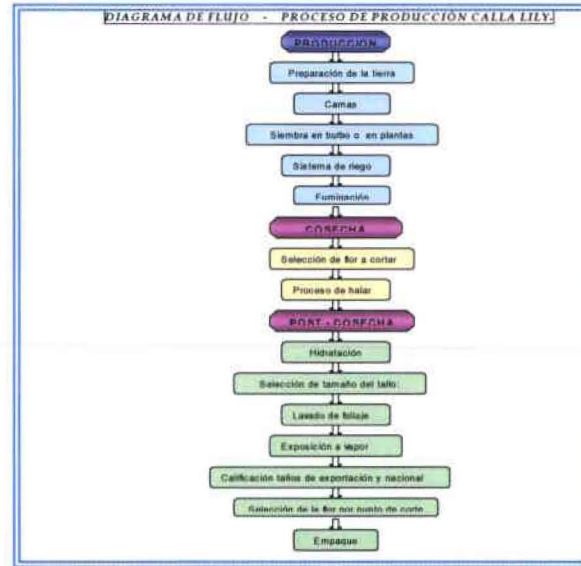 DIAGRAMA DE FLUJO - PROCESO DE PRODUCCIÓN CALLA LILY.
PRODUCCION
Preparación de la tierra
Camas
Siembra en bulbo o en plantas
Sistema de riego
Fumigación
COSECHA
Selección de flor a cortar
Proceso de halar
POST - COSECHA
Hidratación
Selección de tamaño del tallo:
Lavado de follaje
Exposición a vapor
Calificación tallos de exportación y nacional
Selección de la flor por punto de corte
Empaque